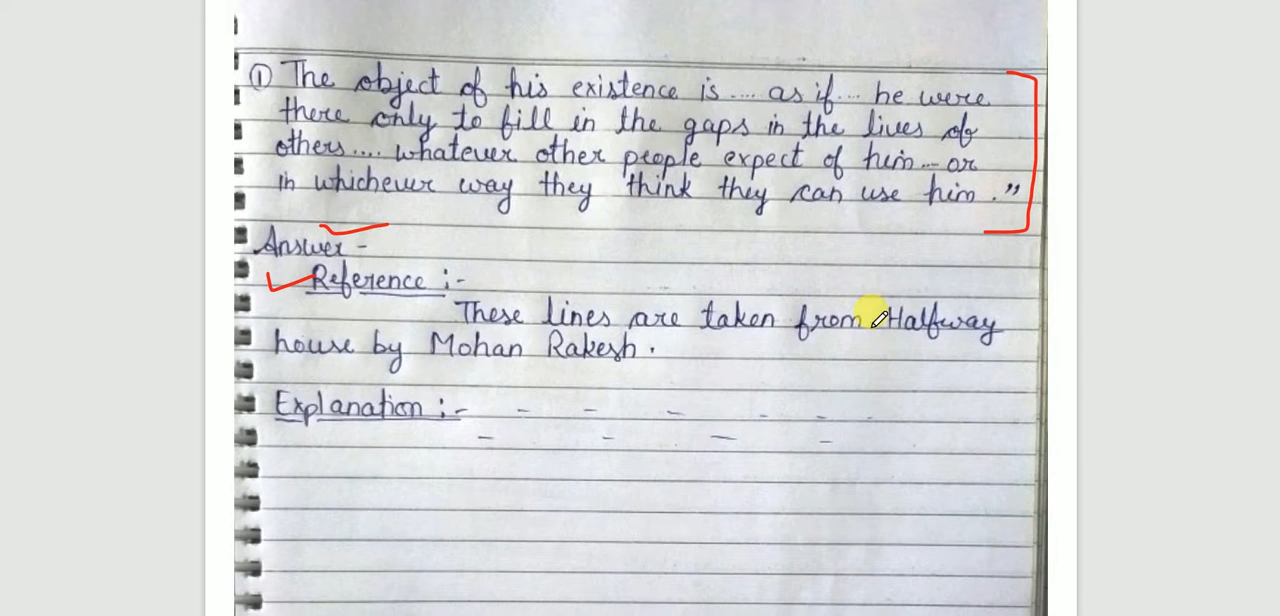 ① The object of his existence is .... as if ... he were
there only to fill in the gaps in the lives of
others .... whatever other people expect of him ... or
in whichever way they think they can use him ."
Answer -
Reference :-
These lines are taken from Halfway
house by Mohan Rakesh .
Explanation :- - - - - - -
- - - -